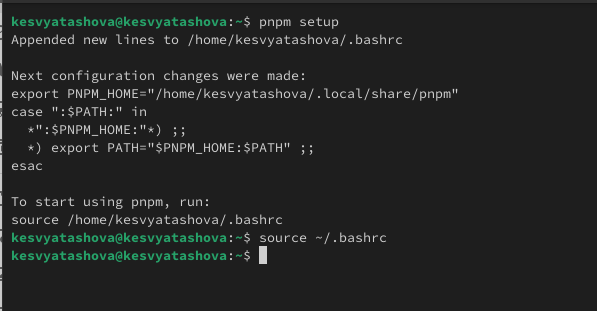 kesvyatashova@kesvyatashova:~$ pnpm setup
Appended new lines to /home/kesvyatashova/.bashrc

Next configuration changes were made:
export PNPM_HOME="/home/kesvyatashova/.local/share/pnpm"
case ":$PATH:" in
  *":$PNPM_HOME:"*) ;;
  *) export PATH="$PNPM_HOME:$PATH" ;;
esac

To start using pnpm, run:
source /home/kesvyatashova/.bashrc
kesvyatashova@kesvyatashova:~$ source ~/.bashrc
kesvyatashova@kesvyatashova:~$